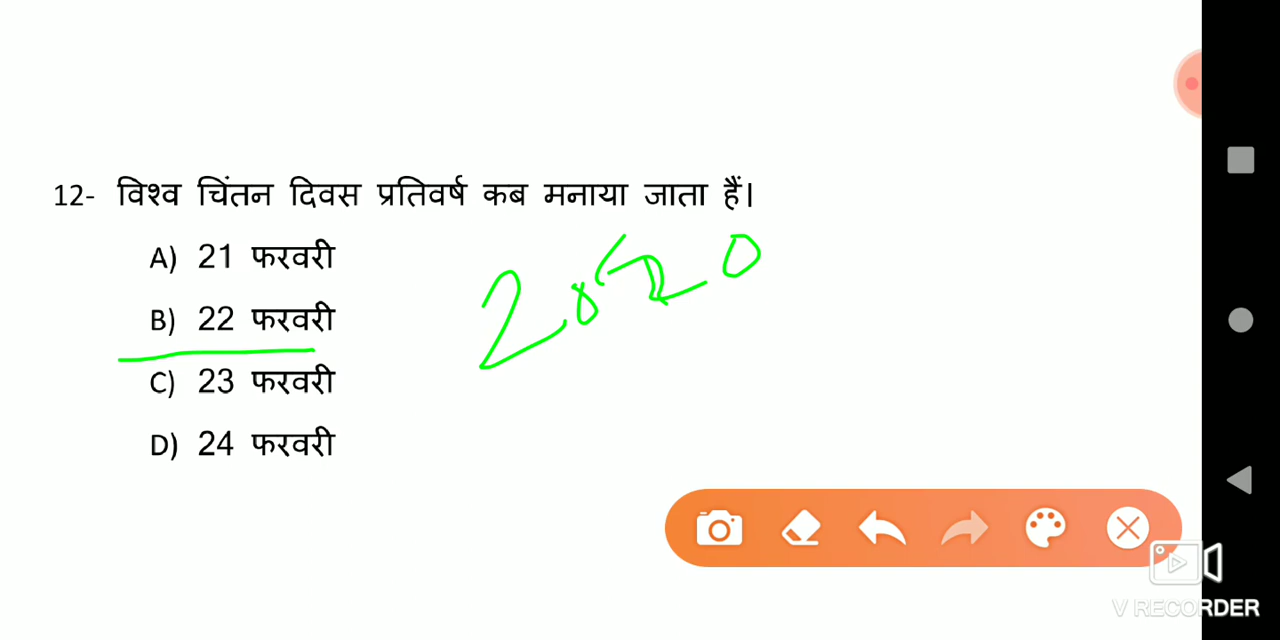 12- विश्व चिंतन दिवस प्रतिवर्ष कब मनाया जाता हैं।
A) 21 फरवरी
B) 22 फरवरी
2020
C) 23 फरवरी
D) 24 फरवरी
V RECORDER